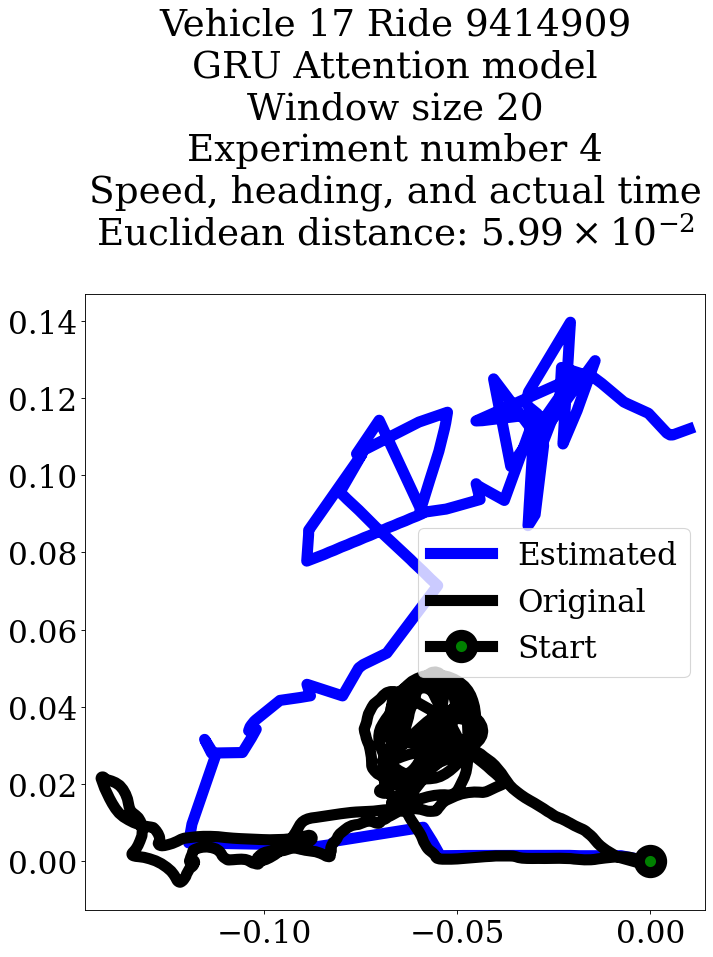 Vehicle 17 Ride 9414909
GRU Attention model
Window size 20
Experiment number 4
Speed, heading, and actual time
Euclidean distance: 5.99 × 10⁻²
0.14
0.12
0.10
0.08
0.06
0.04
0.02
0.00
Estimated
Original
Start
−0.10 −0.05 0.00